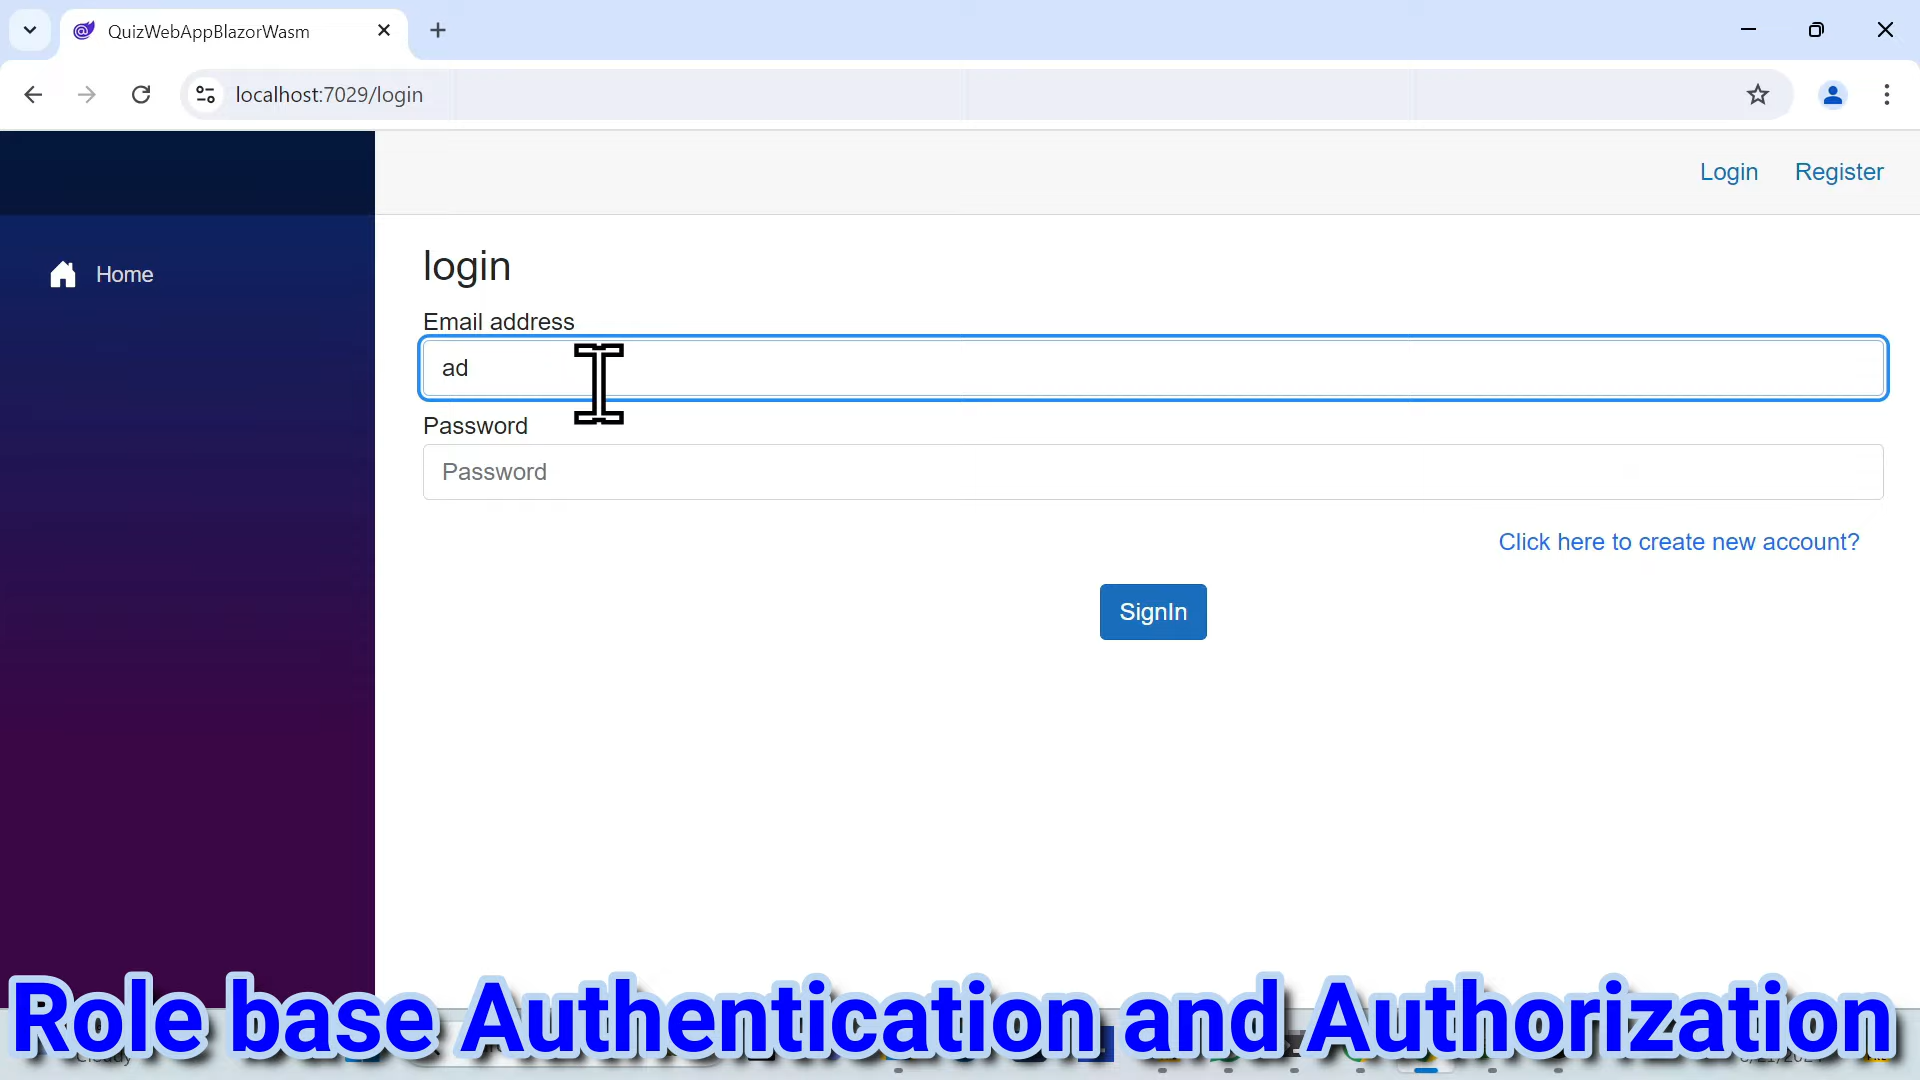 QuizWebAppBlazorWasm
localhost:7029/login
Login Register
Home
login
Email address
ad
Password
Password
Click here to create new account?
SignIn
Role base Authentication and Authorization
Cloudy